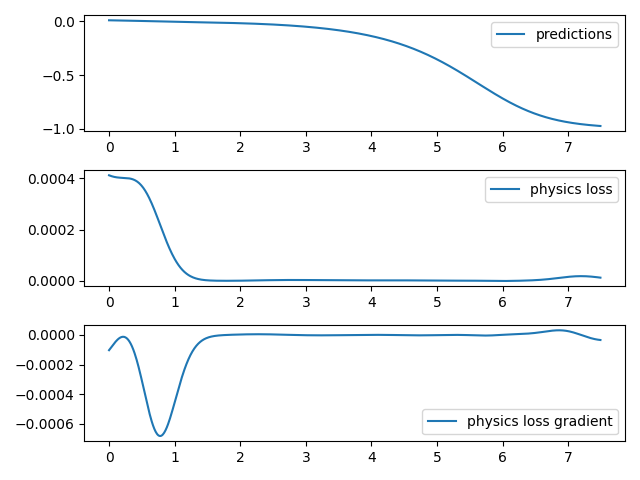 0.0
−0.5
−1.0
predictions
0 1 2 3 4 5 6 7
0.0004
0.0002
0.0000
physics loss
0 1 2 3 4 5 6 7
0.0000
−0.0002
−0.0004
−0.0006
physics loss gradient
0 1 2 3 4 5 6 7